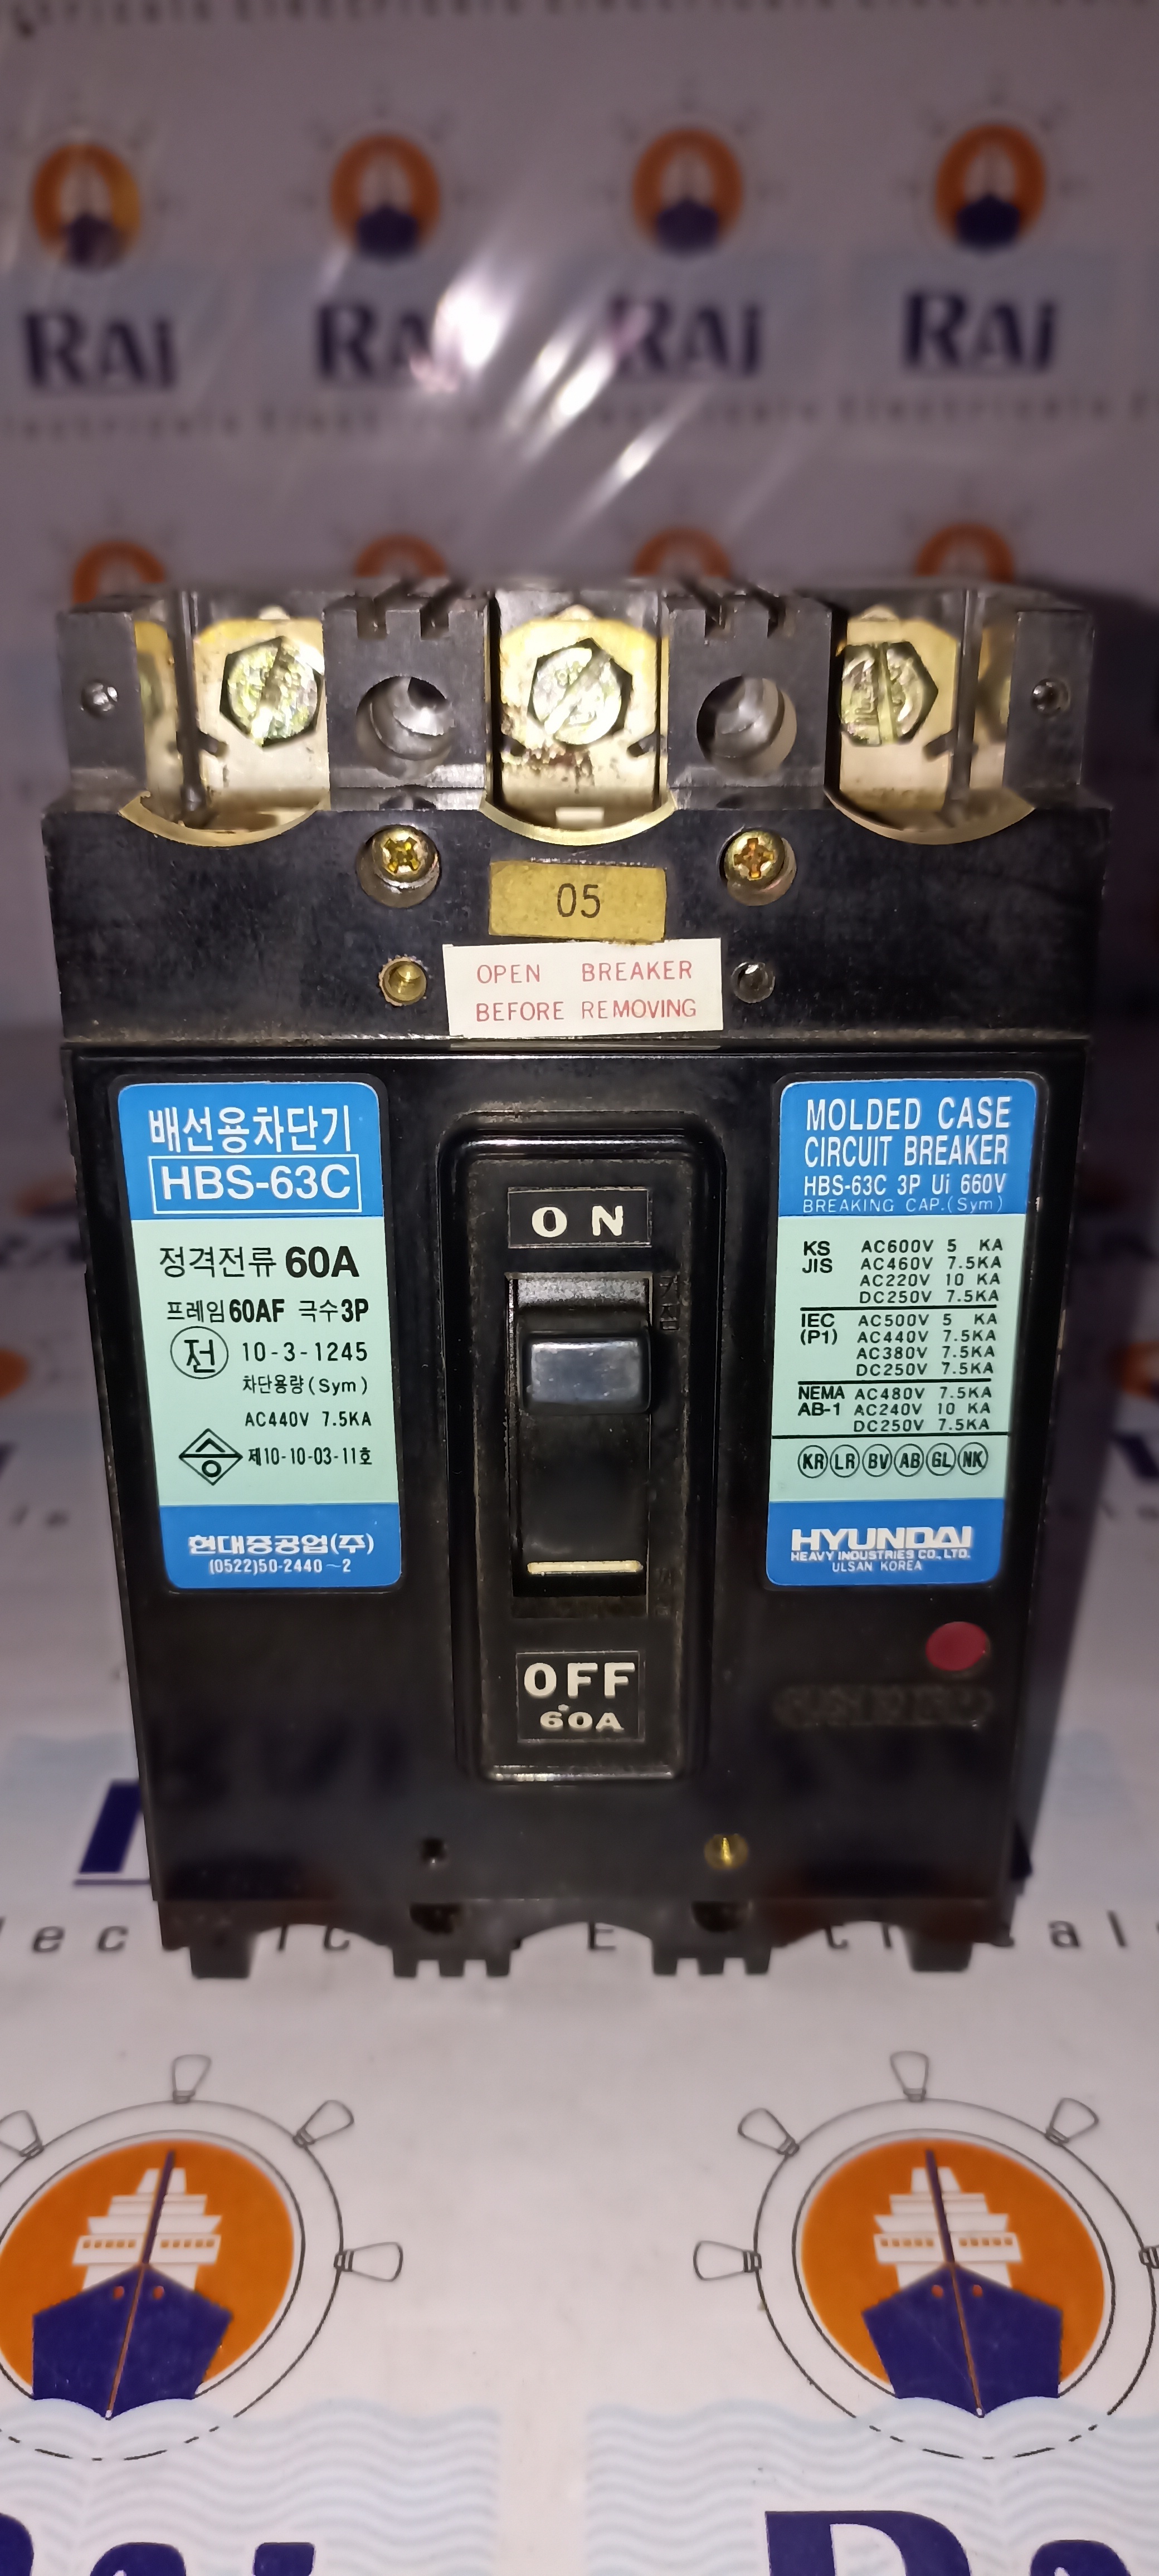 RAj RAj RAj RAj
05
OPEN BREAKER
BEFORE REMOVING
배선용차단기
HBS-63C
정격전류 60A
프레임 60AF 극수 3P
전 10-3-1245
차단용량(Sym)
AC440V 7.5KA
제10-10-03-11호
현대중공업(주)
(0522)50-2440~2
ON
OFF
60A
MOLDED CASE
CIRCUIT BREAKER
HBS-63C 3P Ui 660V
BREAKING CAP.(Sym)
KS AC600V 5 KA
JIS AC460V 7.5KA
AC220V 10 KA
DC250V 7.5KA
IEC AC500V 5 KA
(P1) AC440V 7.5KA
AC380V 7.5KA
DC250V 7.5KA
NEMA AC480V 7.5KA
AB-1 AC240V 10 KA
DC250V 7.5KA
KR LR BV AB GL NK
HYUNDAI
HEAVY INDUSTRIES CO., LTD.
ULSAN KOREA